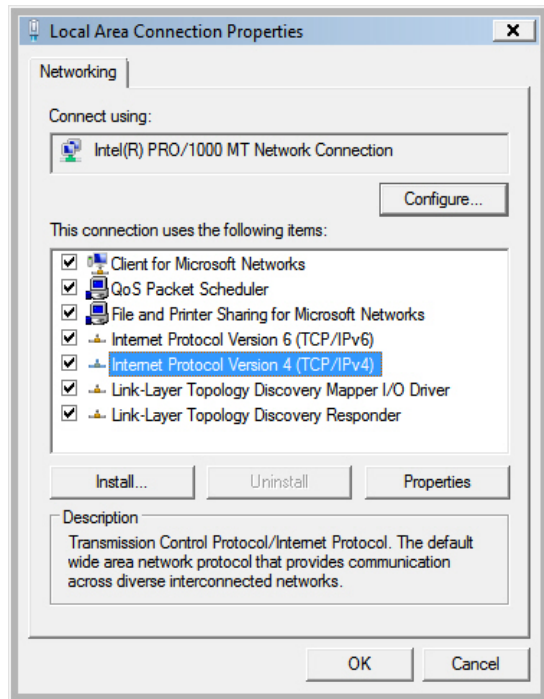 Local Area Connection Properties
Networking
Connect using:
Intel(R) PRO/1000 MT Network Connection
Configure...
This connection uses the following items:
Client for Microsoft Networks
QoS Packet Scheduler
File and Printer Sharing for Microsoft Networks
Internet Protocol Version 6 (TCP/IPv6)
Internet Protocol Version 4 (TCP/IPv4)
Link-Layer Topology Discovery Mapper I/O Driver
Link-Layer Topology Discovery Responder
Install... Uninstall Properties
Description
Transmission Control Protocol/Internet Protocol. The default
wide area network protocol that provides communication
across diverse interconnected networks.
OK Cancel